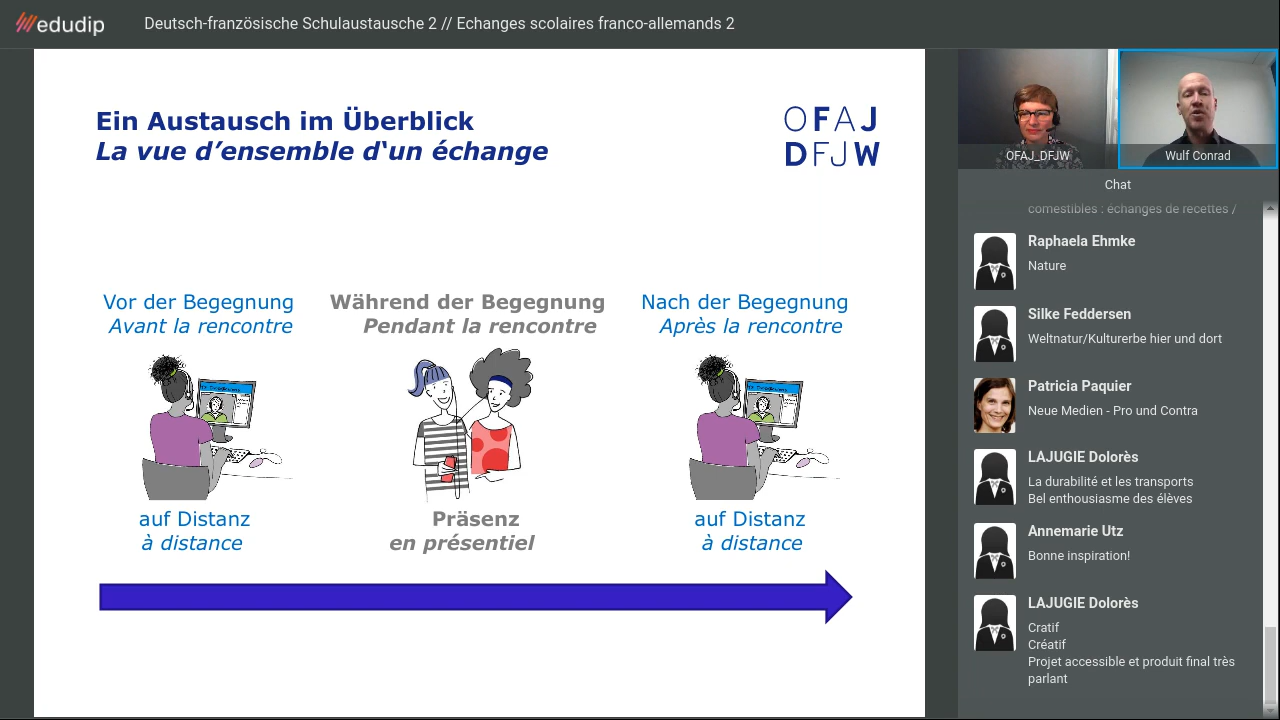 edudip
Deutsch-französische Schulaustausche 2 // Echanges scolaires franco-allemands 2
Ein Austausch im Überblick
La vue d’ensemble d‘un échange
OFAJ
DFJW
Vor der Begegnung
Avant la rencontre
Während der Begegnung
Pendant la rencontre
Nach der Begegnung
Après la rencontre
auf Distanz
à distance
Präsenz
en présentiel
auf Distanz
à distance
OFAJ_DFJW
Wulf Conrad
Chat
comestibles : échanges de recettes /
Raphaela Ehmke
Nature
Silke Feddersen
Weltnatur/Kulturerbe hier und dort
Patricia Paquier
Neue Medien - Pro und Contra
LAJUGIE Dolorès
La durabilité et les transports
Bel enthousiasme des élèves
Annemarie Utz
Bonne inspiration!
LAJUGIE Dolorès
Cratif
Créatif
Projet accessible et produit final très
parlant